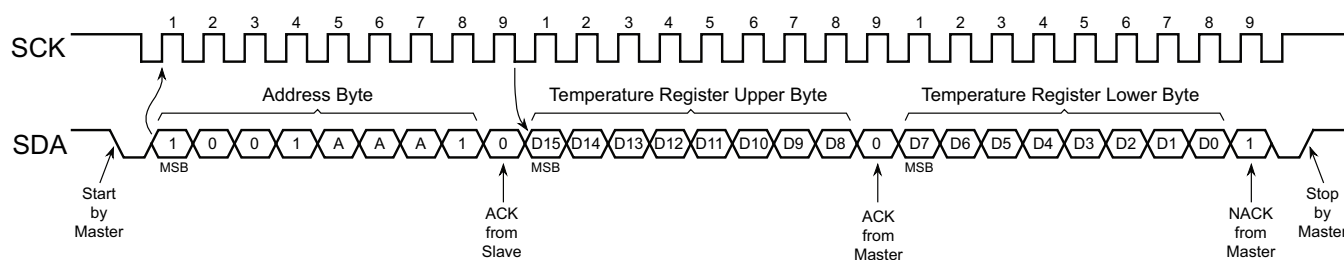 1 2 3 4 5 6 7 8 9 1 2 3 4 5 6 7 8 9 1 2 3 4 5 6 7 8 9
SCK
Address Byte
Temperature Register Upper Byte
Temperature Register Lower Byte
SDA
1 0 0 1 A A A 1 0 D15 D14 D13 D12 D11 D10 D9 D8 0 D7 D6 D5 D4 D3 D2 D1 D0 1
MSB
MSB
MSB
Start
by
Master
ACK
from
Slave
ACK
from
Master
NACK
from
Master
Stop
by
Master